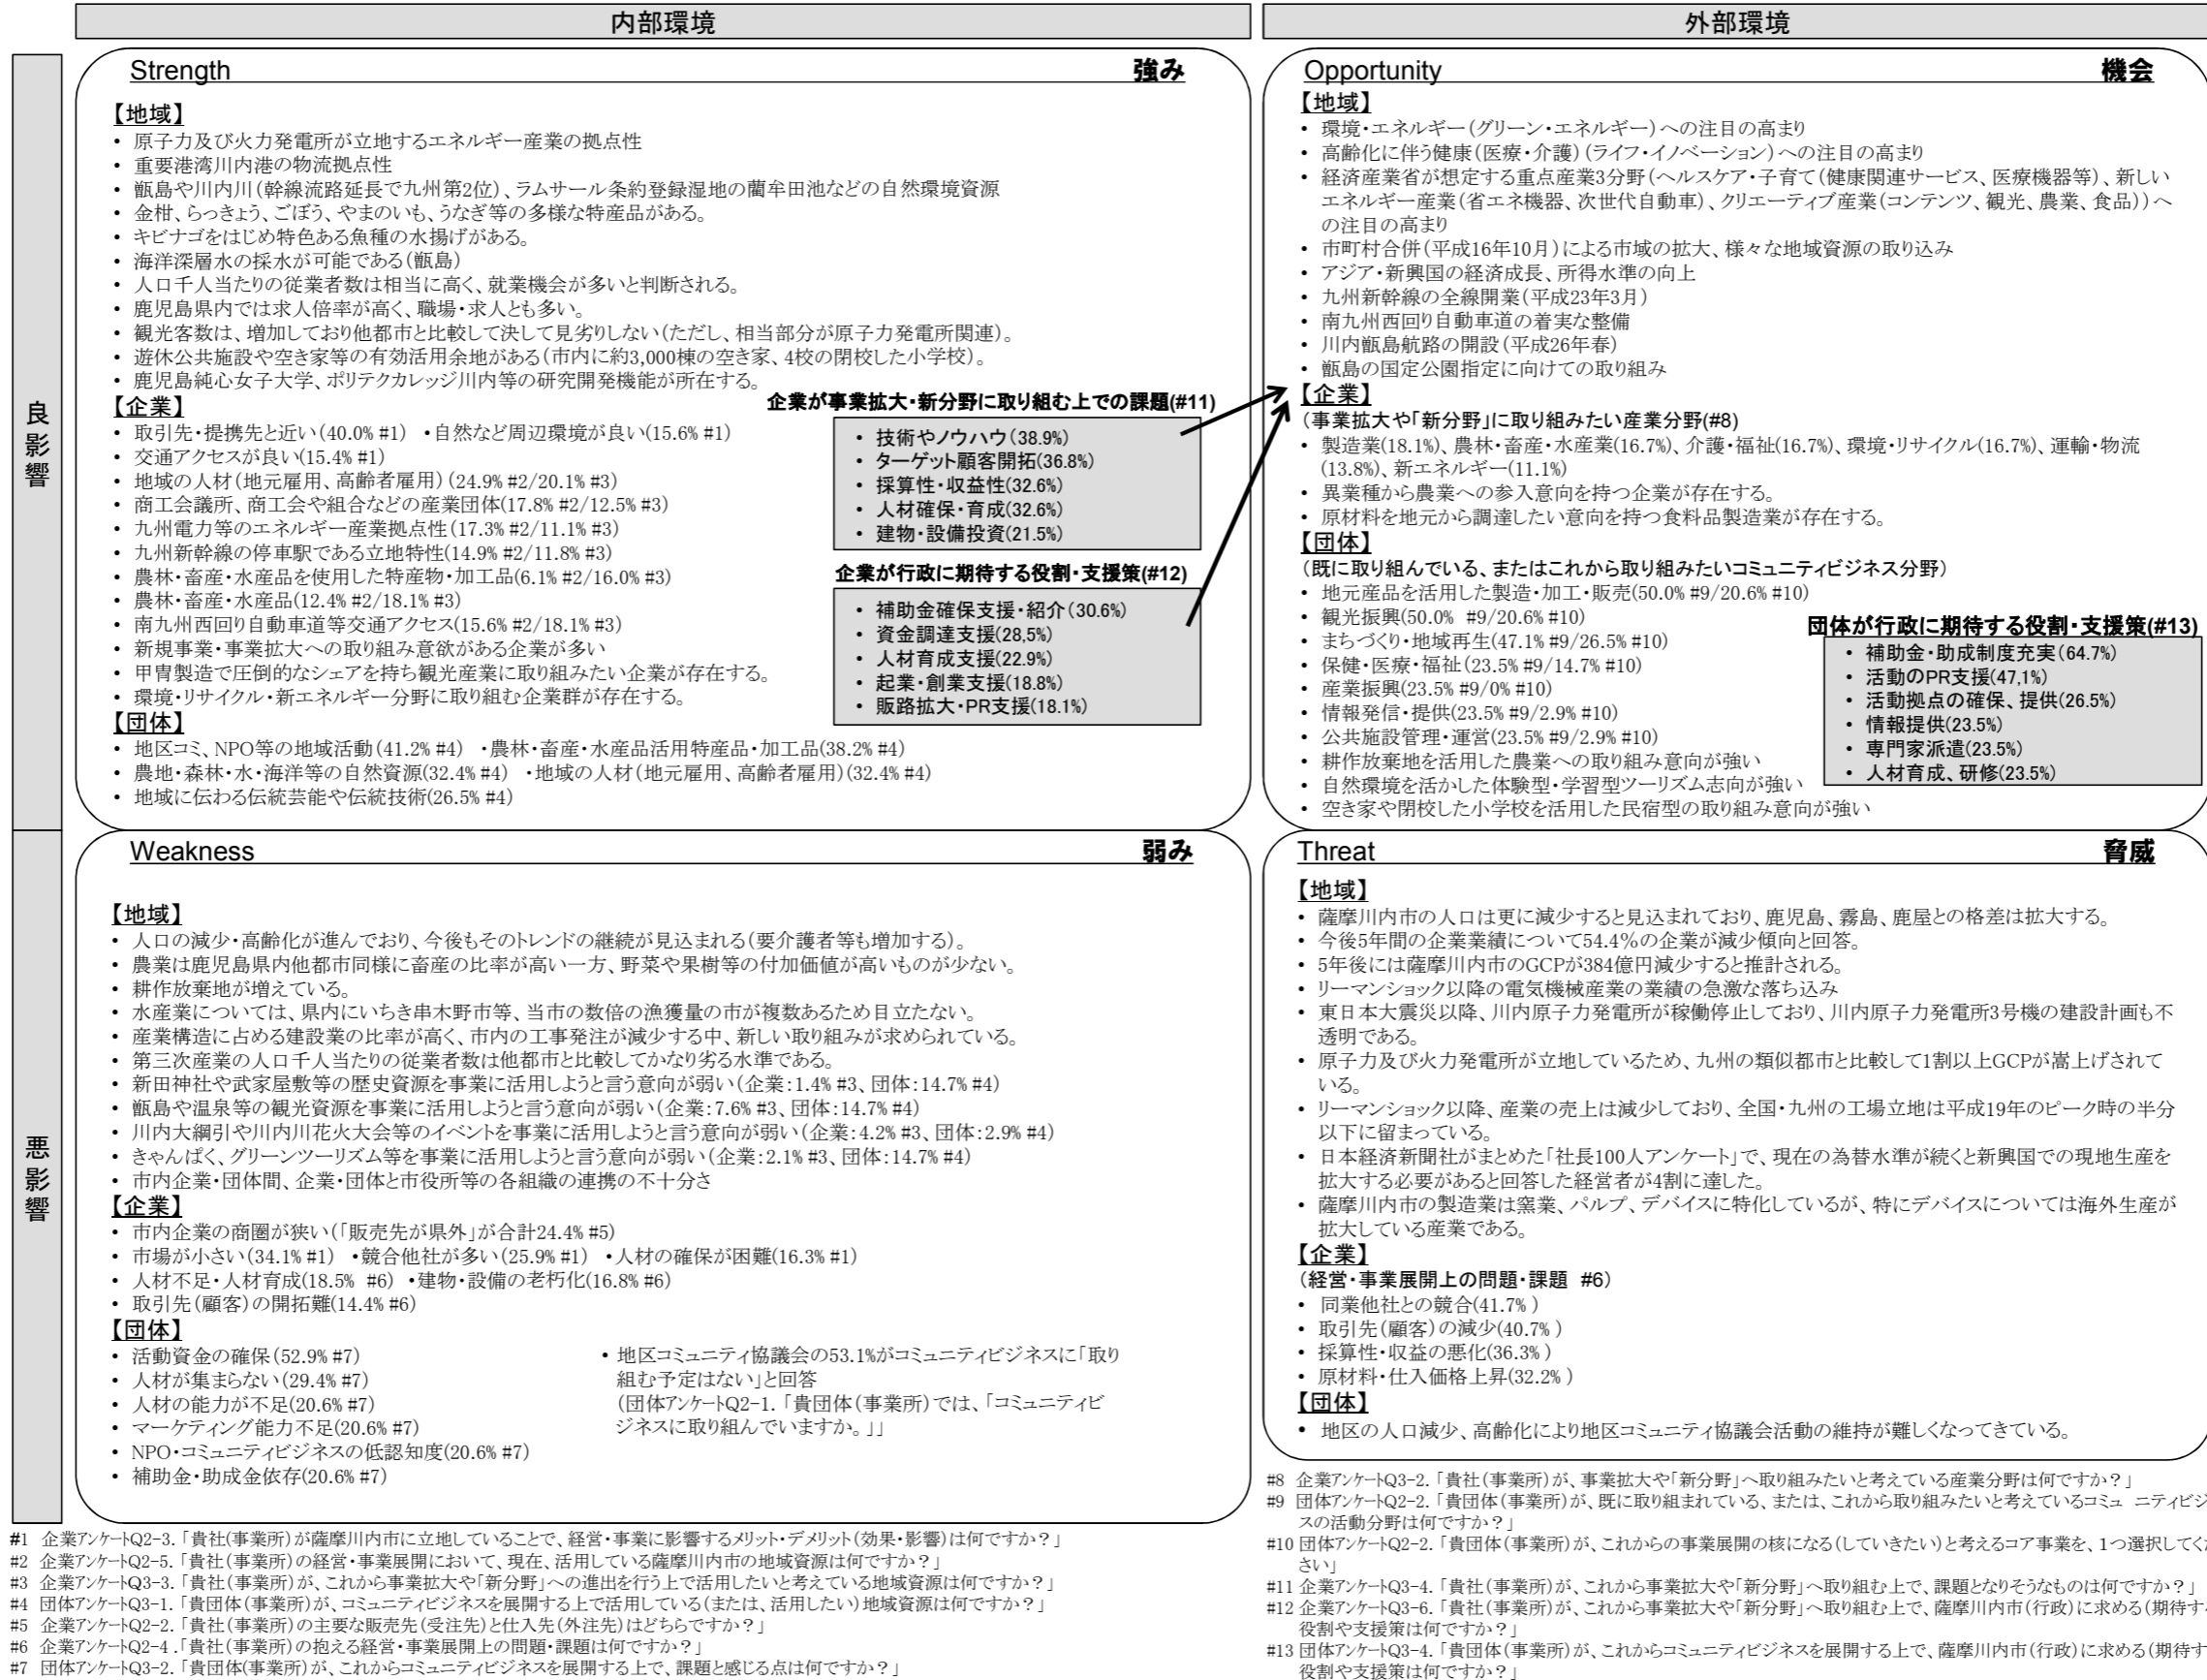 内部環境
外部環境
良影響
悪影響
Strength 強み
【地域】
• 原子力及び火力発電所が立地するエネルギー産業の拠点性
• 重要港湾川内港の物流拠点性
• 甑島や川内川(幹線流路延長で九州第2位)、ラムサール条約登録湿地の藺牟田池などの自然環境資源
• 金柑、らっきょう、ごぼう、やまのいも、うなぎ等の多様な特産品がある。
• キビナゴをはじめ特色ある魚種の水揚げがある。
• 海洋深層水の採水が可能である(甑島)
• 人口千人当たりの従業者数は相当に高く、就業機会が多いと判断される。
• 鹿児島県内では求人倍率が高く、職場・求人とも多い。
• 観光客数は、増加しており他都市と比較して決して見劣りしない(ただし、相当部分が原子力発電所関連)。
• 遊休公共施設や空き家等の有効活用余地がある(市内に約3,000棟の空き家、4校の閉校した小学校)。
• 鹿児島純心女子大学、ポリテクカレッジ川内等の研究開発機能が所在する。
【企業】
• 取引先・提携先と近い(40.0% #1) ・自然など周辺環境が良い(15.6% #1)
• 交通アクセスが良い(15.4% #1)
• 地域の人材(地元雇用、高齢者雇用)(24.9% #2/20.1% #3)
• 商工会議所、商工会や組合などの産業団体(17.8% #2/12.5% #3)
• 九州電力等のエネルギー産業拠点性(17.3% #2/11.1% #3)
• 九州新幹線の停車駅である立地特性(14.9% #2/11.8% #3)
• 農林・畜産・水産品を使用した特産物・加工品(6.1% #2/16.0% #3)
• 農林・畜産・水産品(12.4% #2/18.1% #3)
• 南九州西回り自動車道等交通アクセス(15.6% #2/18.1% #3)
• 新規事業・事業拡大への取り組み意欲がある企業が多い
• 甲冑製造で圧倒的なシェアを持ち観光産業に取り組みたい企業が存在する。
• 環境・リサイクル・新エネルギー分野に取り組む企業群が存在する。
【団体】
• 地区コミ、NPO等の地域活動(41.2% #4) ・農林・畜産・水産品活用特産品・加工品(38.2% #4)
• 農地・森林・水・海洋等の自然資源(32.4% #4) ・地域の人材(地元雇用、高齢者雇用)(32.4% #4)
• 地域に伝わる伝統芸能や伝統技術(26.5% #4)
企業が事業拡大・新分野に取り組む上での課題(#11)
• 技術やノウハウ(38.9%)
• ターゲット顧客開拓(36.8%)
• 採算性・収益性(32.6%)
• 人材確保・育成(32.6%)
• 建物・設備投資(21.5%)
企業が行政に期待する役割・支援策(#12)
• 補助金確保支援・紹介(30.6%)
• 資金調達支援(28,5%)
• 人材育成支援(22.9%)
• 起業・創業支援(18.8%)
• 販路拡大・PR支援(18.1%)
Opportunity 機会
【地域】
• 環境・エネルギー(グリーン・エネルギー)への注目の高まり
• 高齢化に伴う健康(医療・介護)(ライフ・イノベーション)への注目の高まり
• 経済産業省が想定する重点産業3分野(ヘルスケア・子育て(健康関連サービス、医療機器等)、新しい
エネルギー産業(省エネ機器、次世代自動車)、クリエーティブ産業(コンテンツ、観光、農業、食品))へ
の注目の高まり
• 市町村合併(平成16年10月)による市域の拡大、様々な地域資源の取り込み
• アジア・新興国の経済成長、所得水準の向上
• 九州新幹線の全線開業(平成23年3月)
• 南九州西回り自動車道の着実な整備
• 川内甑島航路の開設(平成26年春)
• 甑島の国定公園指定に向けての取り組み
【企業】
(事業拡大や「新分野」に取り組みたい産業分野(#8)
• 製造業(18.1%)、農林・畜産・水産業(16.7%)、介護・福祉(16.7%)、環境・リサイクル(16.7%)、運輸・物流
(13.8%)、新エネルギー(11.1%)
• 異業種から農業への参入意向を持つ企業が存在する。
• 原材料を地元から調達したい意向を持つ食料品製造業が存在する。
【団体】
(既に取り組んでいる、またはこれから取り組みたいコミュニティビジネス分野)
• 地元産品を活用した製造・加工・販売(50.0% #9/20.6% #10)
• 観光振興(50.0% #9/20.6% #10)
• まちづくり・地域再生(47.1% #9/26.5% #10)
• 保健・医療・福祉(23.5% #9/14.7% #10)
• 産業振興(23.5% #9/0% #10)
• 情報発信・提供(23.5% #9/2.9% #10)
• 公共施設管理・運営(23.5% #9/2.9% #10)
• 耕作放棄地を活用した農業への取り組み意向が強い
• 自然環境を活かした体験型・学習型ツーリズム志向が強い
• 空き家や閉校した小学校を活用した民宿型の取り組み意向が強い
団体が行政に期待する役割・支援策(#13)
• 補助金・助成制度充実(64.7%)
• 活動のPR支援(47,1%)
• 活動拠点の確保、提供(26.5%)
• 情報提供(23.5%)
• 専門家派遣(23.5%)
• 人材育成、研修(23.5%)
Weakness 弱み
【地域】
• 人口の減少・高齢化が進んでおり、今後もそのトレンドの継続が見込まれる(要介護者等も増加する)。
• 農業は鹿児島県内他都市同様に畜産の比率が高い一方、野菜や果樹等の付加価値が高いものが少ない。
• 耕作放棄地が増えている。
• 水産業については、県内にいちき串木野市等、当市の数倍の漁獲量の市が複数あるため目立たない。
• 産業構造に占める建設業の比率が高く、市内の工事発注が減少する中、新しい取り組みが求められている。
• 第三次産業の人口千人当たりの従業者数は他都市と比較してかなり劣る水準である。
• 新田神社や武家屋敷等の歴史資源を事業に活用しようと言う意向が弱い(企業:1.4% #3、団体:14.7% #4)
• 甑島や温泉等の観光資源を事業に活用しようと言う意向が弱い(企業:7.6% #3、団体:14.7% #4)
• 川内大綱引や川内川花火大会等のイベントを事業に活用しようと言う意向が弱い(企業:4.2% #3、団体:2.9% #4)
• きゃんぱく、グリーンツーリズム等を事業に活用しようと言う意向が弱い(企業:2.1% #3、団体:14.7% #4)
• 市内企業・団体間、企業・団体と市役所等の各組織の連携の不十分さ
【企業】
• 市内企業の商圏が狭い(「販売先が県外」が合計24.4% #5)
• 市場が小さい(34.1% #1) ・競合他社が多い(25.9% #1) ・人材の確保が困難(16.3% #1)
• 人材不足・人材育成(18.5% #6) ・建物・設備の老朽化(16.8% #6)
• 取引先(顧客)の開拓難(14.4% #6)
【団体】
• 活動資金の確保(52.9% #7)
• 人材が集まらない(29.4% #7)
• 人材の能力が不足(20.6% #7)
• マーケティング能力不足(20.6% #7)
• NPO・コミュニティビジネスの低認知度(20.6% #7)
• 補助金・助成金依存(20.6% #7)
• 地区コミュニティ協議会の53.1%がコミュニティビジネスに「取り
組む予定はない」と回答
(団体アンケートQ2-1.「貴団体(事業所)では、「コミュニティビ
ジネスに取り組んでいますか。」」
Threat 脅威
【地域】
• 薩摩川内市の人口は更に減少すると見込まれており、鹿児島、霧島、鹿屋との格差は拡大する。
• 今後5年間の企業業績について54.4%の企業が減少傾向と回答。
• 5年後には薩摩川内市のGCPが384億円減少すると推計される。
• リーマンショック以降の電気機械産業の業績の急激な落ち込み
• 東日本大震災以降、川内原子力発電所が稼働停止しており、川内原子力発電所3号機の建設計画も不
透明である。
• 原子力及び火力発電所が立地しているため、九州の類似都市と比較して1割以上GCPが嵩上げされて
いる。
• リーマンショック以降、産業の売上は減少しており、全国・九州の工場立地は平成19年のピーク時の半分
以下に留まっている。
• 日本経済新聞社がまとめた「社長100人アンケート」で、現在の為替水準が続くと新興国での現地生産を
拡大する必要があると回答した経営者が4割に達した。
• 薩摩川内市の製造業は窯業、パルプ、デバイスに特化しているが、特にデバイスについては海外生産が
拡大している産業である。
【企業】
(経営・事業展開上の問題・課題 #6)
• 同業他社との競合(41.7%)
• 取引先(顧客)の減少(40.7%)
• 採算性・収益の悪化(36.3%)
• 原材料・仕入価格上昇(32.2%)
【団体】
• 地区の人口減少、高齢化により地区コミュニティ協議会活動の維持が難しくなってきている。
#1 企業アンケートQ2-3.「貴社(事業所)が薩摩川内市に立地していることで、経営・事業に影響するメリット・デメリット(効果・影響)は何ですか?」
#2 企業アンケートQ2-5.「貴社(事業所)の経営・事業展開において、現在、活用している薩摩川内市の地域資源は何ですか?」
#3 企業アンケートQ3-3.「貴社(事業所)が、これから事業拡大や「新分野」への進出を行う上で活用したいと考えている地域資源は何ですか?」
#4 団体アンケートQ3-1.「貴団体(事業所)が、コミュニティビジネスを展開する上で活用している(または、活用したい)地域資源は何ですか?」
#5 企業アンケートQ2-2.「貴社(事業所)の主要な販売先(受注先)と仕入先(外注先)はどちらですか?」
#6 企業アンケートQ2-4.「貴社(事業所)の抱える経営・事業展開上の問題・課題は何ですか?」
#7 団体アンケートQ3-2.「貴団体(事業所)が、これからコミュニティビジネスを展開する上で、課題と感じる点は何ですか?」
#8 企業アンケートQ3-2.「貴社(事業所)が、事業拡大や「新分野」へ取り組みたいと考えている産業分野は何ですか?」
#9 団体アンケートQ2-2.「貴団体(事業所)が、既に取り組まれている、または、これから取り組みたいと考えているコミュ ニティビジ
スの活動分野は何ですか?」
#10 団体アンケートQ2-2.「貴団体(事業所)が、これからの事業展開の核になる(していきたい)と考えるコア事業を、1つ選択してくだ
さい」
#11 企業アンケートQ3-4.「貴社(事業所)が、これから事業拡大や「新分野」へ取り組む上で、課題となりそうなものは何ですか?」
#12 企業アンケートQ3-6.「貴社(事業所)が、これから事業拡大や「新分野」へ取り組む上で、薩摩川内市(行政)に求める(期待す
役割や支援策は何ですか?」
#13 団体アンケートQ3-4.「貴団体(事業所)が、これからコミュニティビジネスを展開する上で、薩摩川内市(行政)に求める(期待す
役割や支援策は何ですか?」